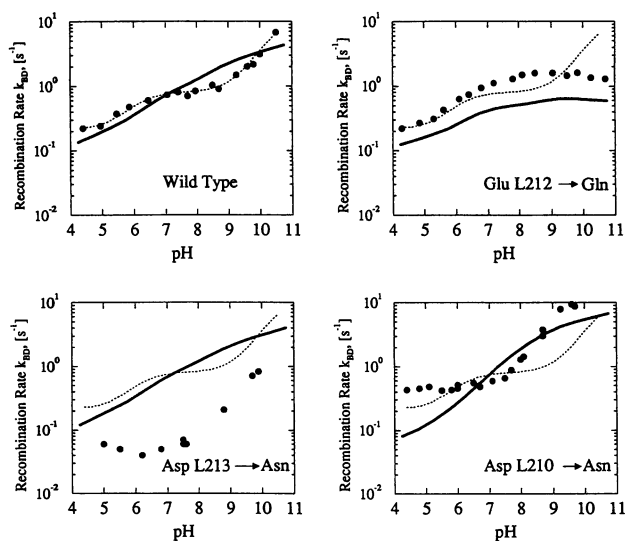 Recombination Rate k_BD, [s⁻¹]
10¹
10⁰
10⁻¹
10⁻²
Wild Type
4 5 6 7 8 9 10 11
pH
Recombination Rate k_BD, [s⁻¹]
10¹
10⁰
10⁻¹
10⁻²
Glu L212 → Gln
4 5 6 7 8 9 10 11
pH
Recombination Rate k_BD, [s⁻¹]
10¹
10⁰
10⁻¹
10⁻²
Asp L213 → Asn
4 5 6 7 8 9 10 11
pH
Recombination Rate k_BD, [s⁻¹]
10¹
10⁰
10⁻¹
10⁻²
Asp L210 → Asn
4 5 6 7 8 9 10 11
pH